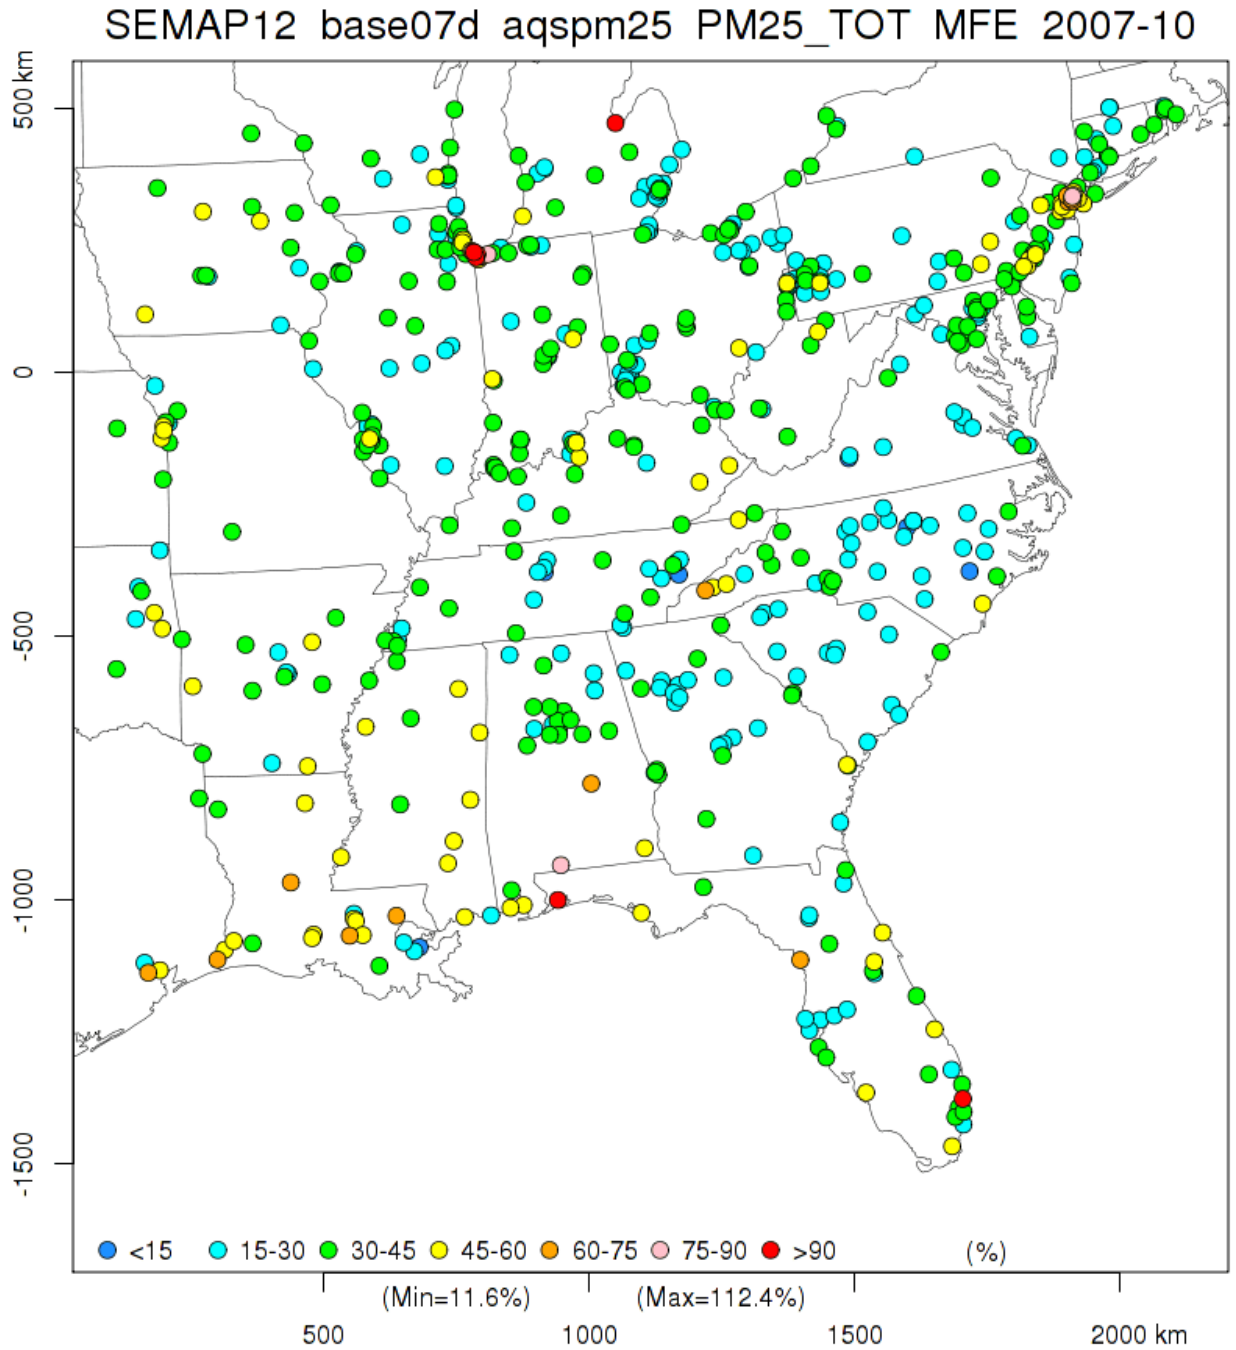 SEMAP12 base07d aqspm25 PM25_TOT MFE 2007-10
500 km
0
-500
-1000
-1500
<15 15-30 30-45 45-60 60-75 75-90 >90 (%)
(Min=11.6%) (Max=112.4%)
500 1000 1500 2000 km